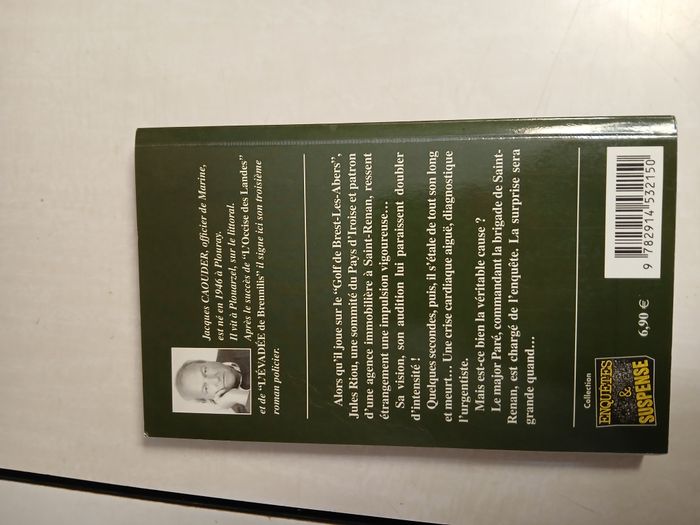 Jacques CAOUDER, officier de Marine,
est né en 1946 à Plouray.
Il vit à Plouarzel, sur le littoral.
Après le succès de "L'Occise des Landes"
et de "L'ÉVADÉE de Brennilis" il signe ici son troisième
roman policier.
Alors qu'il joue sur le "Golf de Brest-Les-Abers",
Jules Riou, une sommité du Pays d'Iroise et patron
d'une agence immobilière à Saint-Renan, ressent
étrangement une impulsion vigoureuse...
Sa vision, son audition lui paraissent doubler
d'intensité !
Quelques secondes, puis, il s'étale de tout son long
et meurt... Une crise cardiaque aiguë, diagnostique
l'urgentiste.
Mais est-ce bien la véritable cause ?
Le major Paré, commandant la brigade de Saint-
Renan, est chargé de l'enquête. La surprise sera
grande quand...
Collection
ENQUÊTES
&
SUSPENSE
6,90 €
9 782914 532150